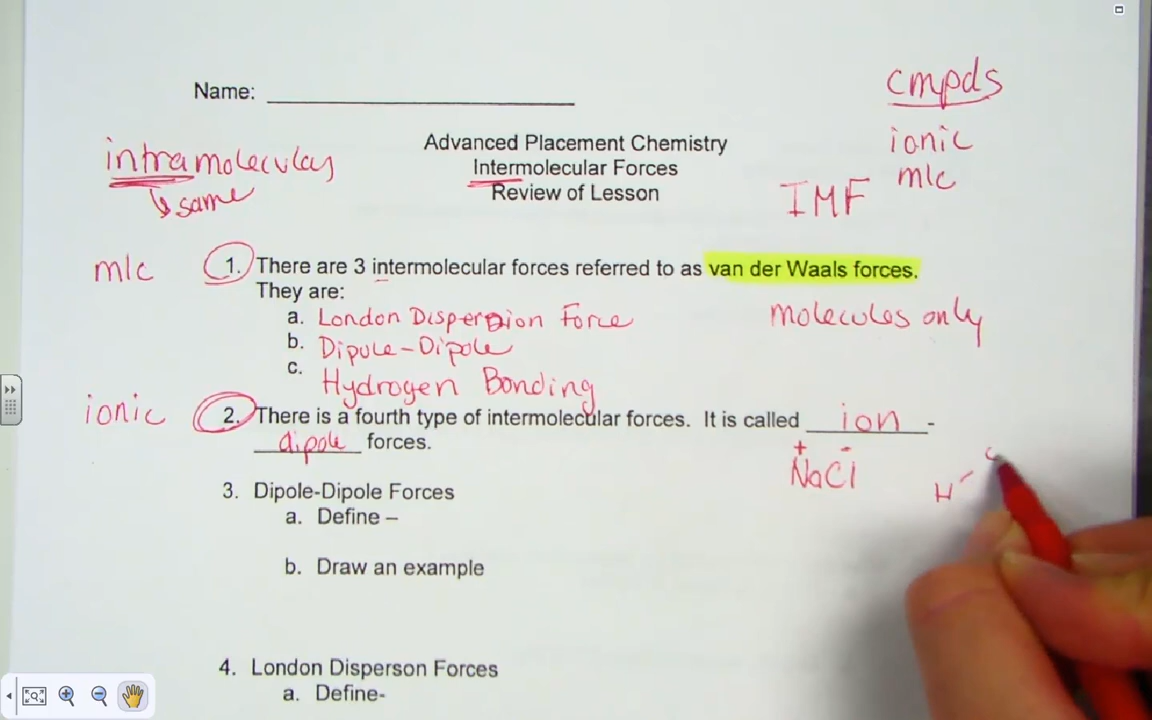 cmpds
Name:
Advanced Placement Chemistry
ionic
intramolecular
Intermolecular Forces
mlc
same
Review of Lesson
IMF
mlc
1. There are 3 intermolecular forces referred to as van der Waals forces.
They are:
a. London Dispersion Force
molecules only
b. Dipole-Dipole
c. Hydrogen Bonding
ionic
2. There is a fourth type of intermolecular forces. It is called ion -
dipole forces.
+ -
NaCl
H
3. Dipole-Dipole Forces
a. Define –
b. Draw an example
4. London Disperson Forces
a. Define-